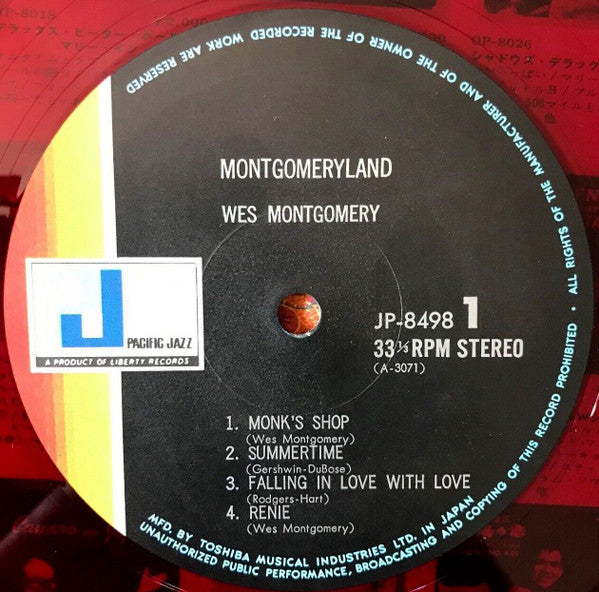 OP-8026
MONTGOMERYLAND
WES MONTGOMERY
J
PACIFIC JAZZ
A PRODUCT OF LIBERTY RECORDS
JP-8498 1
33⅓ RPM STEREO
(A-3071)
1. MONK'S SHOP
(Wes Montgomery)
2. SUMMERTIME
(Gershwin-DuBose)
3. FALLING IN LOVE WITH LOVE
(Rodgers-Hart)
4. RENIE
(Wes Montgomery)
MFD. BY TOSHIBA MUSICAL INDUSTRIES LTD. IN JAPAN
UNAUTHORIZED PUBLIC PERFORMANCE, BROADCASTING AND COPYING OF THIS RECORD PROHIBITED • ALL RIGHTS OF THE MANUFACTURER AND OF THE OWNER OF THE RECORDED WORK ARE RESERVED